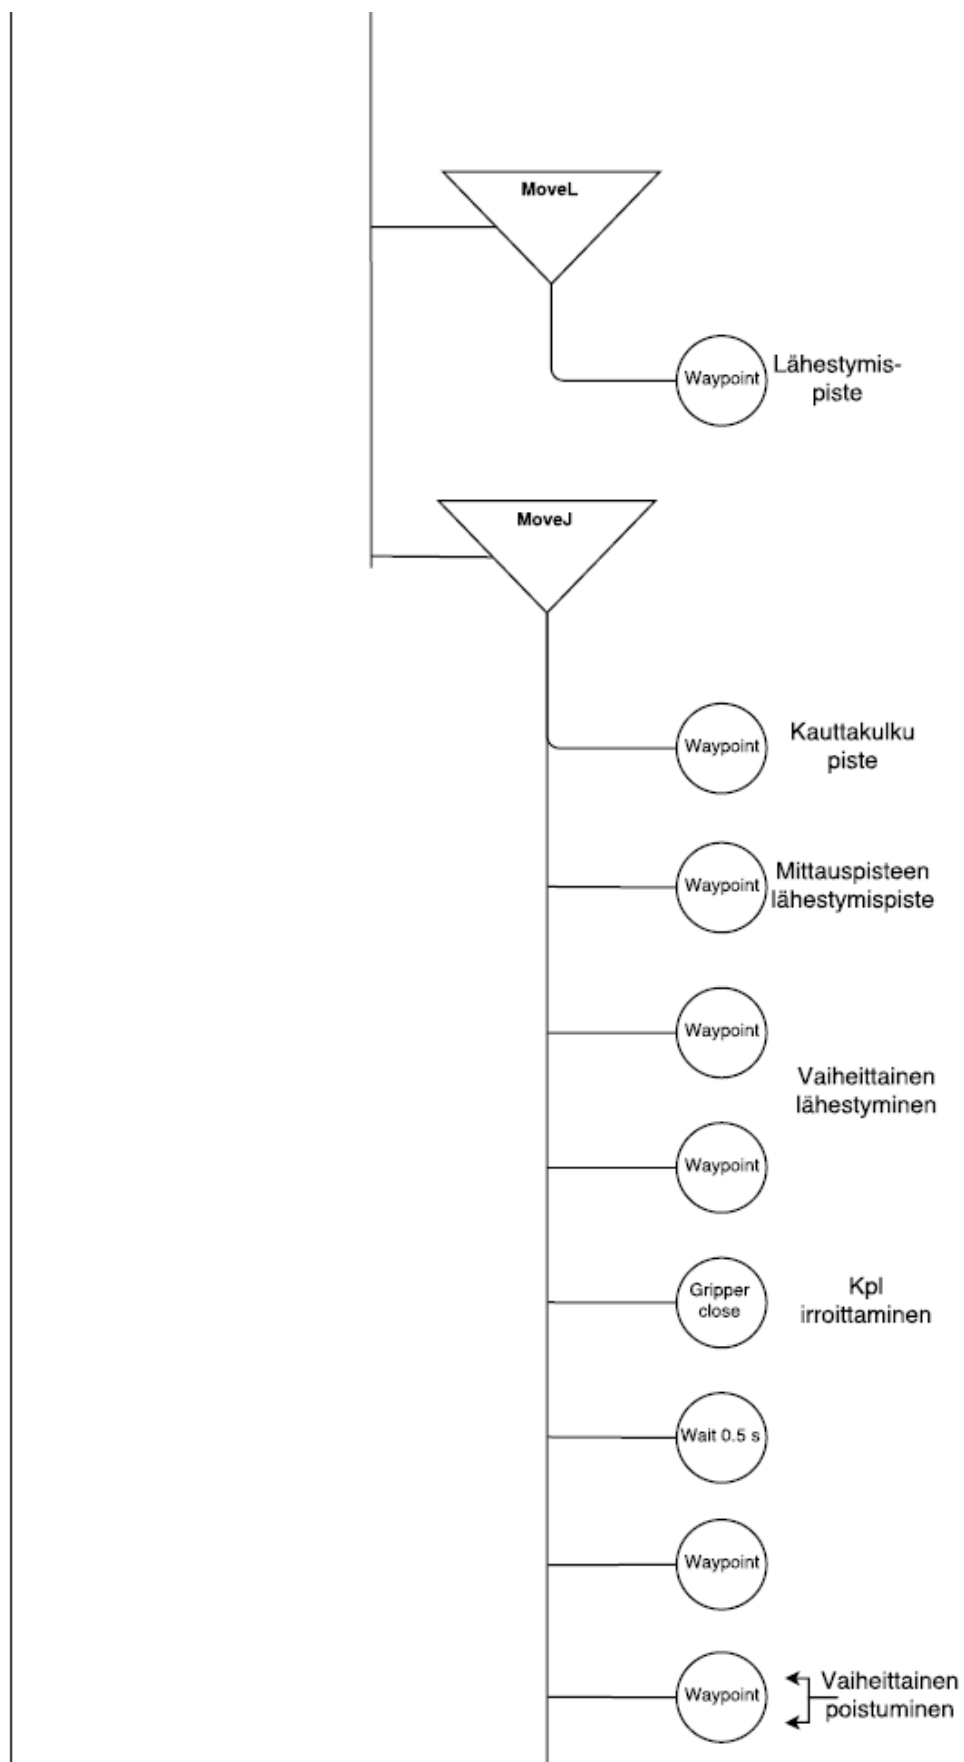 MoveL
Waypoint
Lähestymis-
piste
MoveJ
Waypoint
Kauttakulku
piste
Waypoint
Mittauspisteen
lähestymispiste
Waypoint
Vaiheittainen
lähestyminen
Waypoint
Gripper
close
Kpl
irroittaminen
Wait 0.5 s
Waypoint
Waypoint
Vaiheittainen
poistuminen